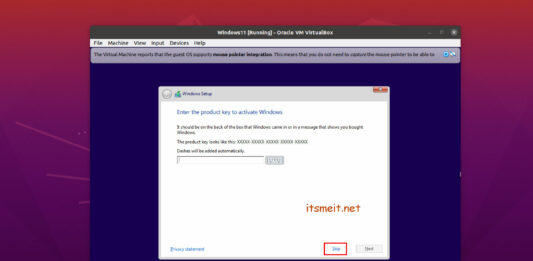 Windows11 [Running] - Oracle VM VirtualBox
File Machine View Input Devices Help
The Virtual Machine reports that the guest OS supports mouse pointer integration. This means that you do not need to capture the mouse pointer to be able to
Windows Setup
Enter the product key to activate Windows
It should be on the back of the box that Windows came in or in a message that shows you bought
Windows.
The product key looks like this: XXXXX-XXXXX-XXXXX-XXXXX-XXXXX
Dashes will be added automatically.
itsmeit.net
Privacy statement
Skip
Next